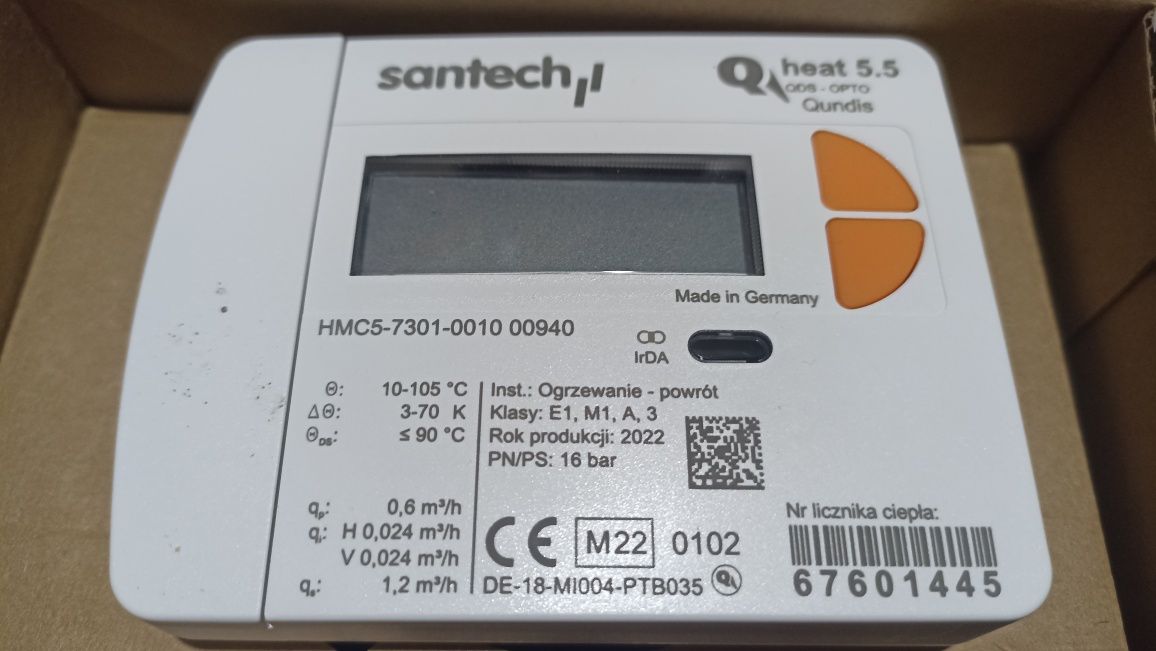 santech
Q heat 5.5
QDS - OPTO
Qundis
Made in Germany
HMC5-7301-0010 00940
IrDA
Θ: 10-105 °C
ΔΘ: 3-70 K
ΘDS: ≤ 90 °C
Inst.: Ogrzewanie - powrót
Klasy: E1, M1, A, 3
Rok produkcji: 2022
PN/PS: 16 bar
qp: 0,6 m³/h
qi: H 0,024 m³/h
V 0,024 m³/h
qs: 1,2 m³/h
CE M22 0102
DE-18-MI004-PTB035
Nr licznika ciepła:
67601445